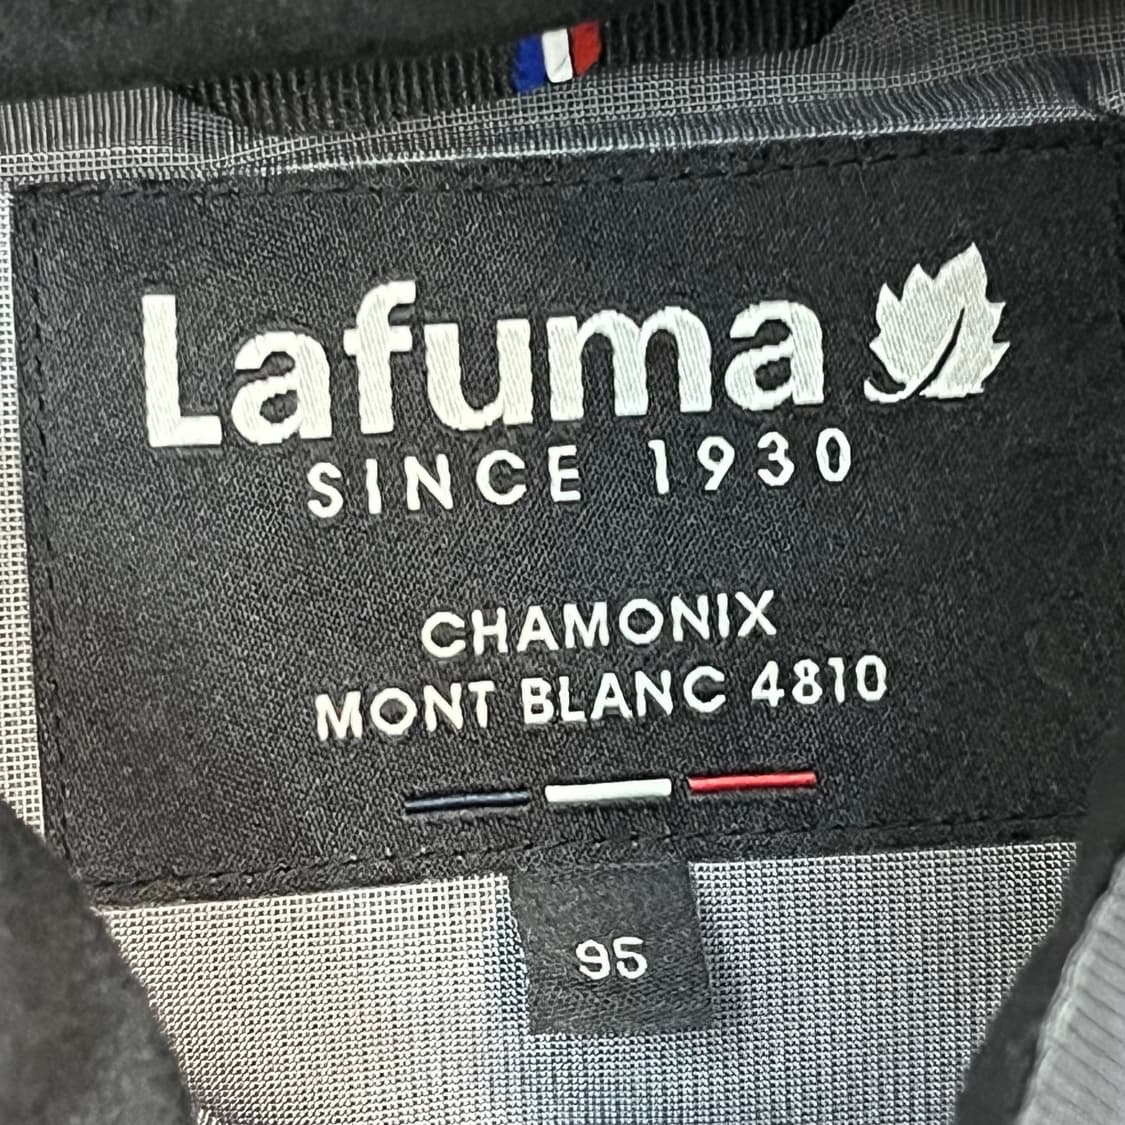 Lafuma
SINCE 1930
CHAMONIX
MONT BLANC 4810
95